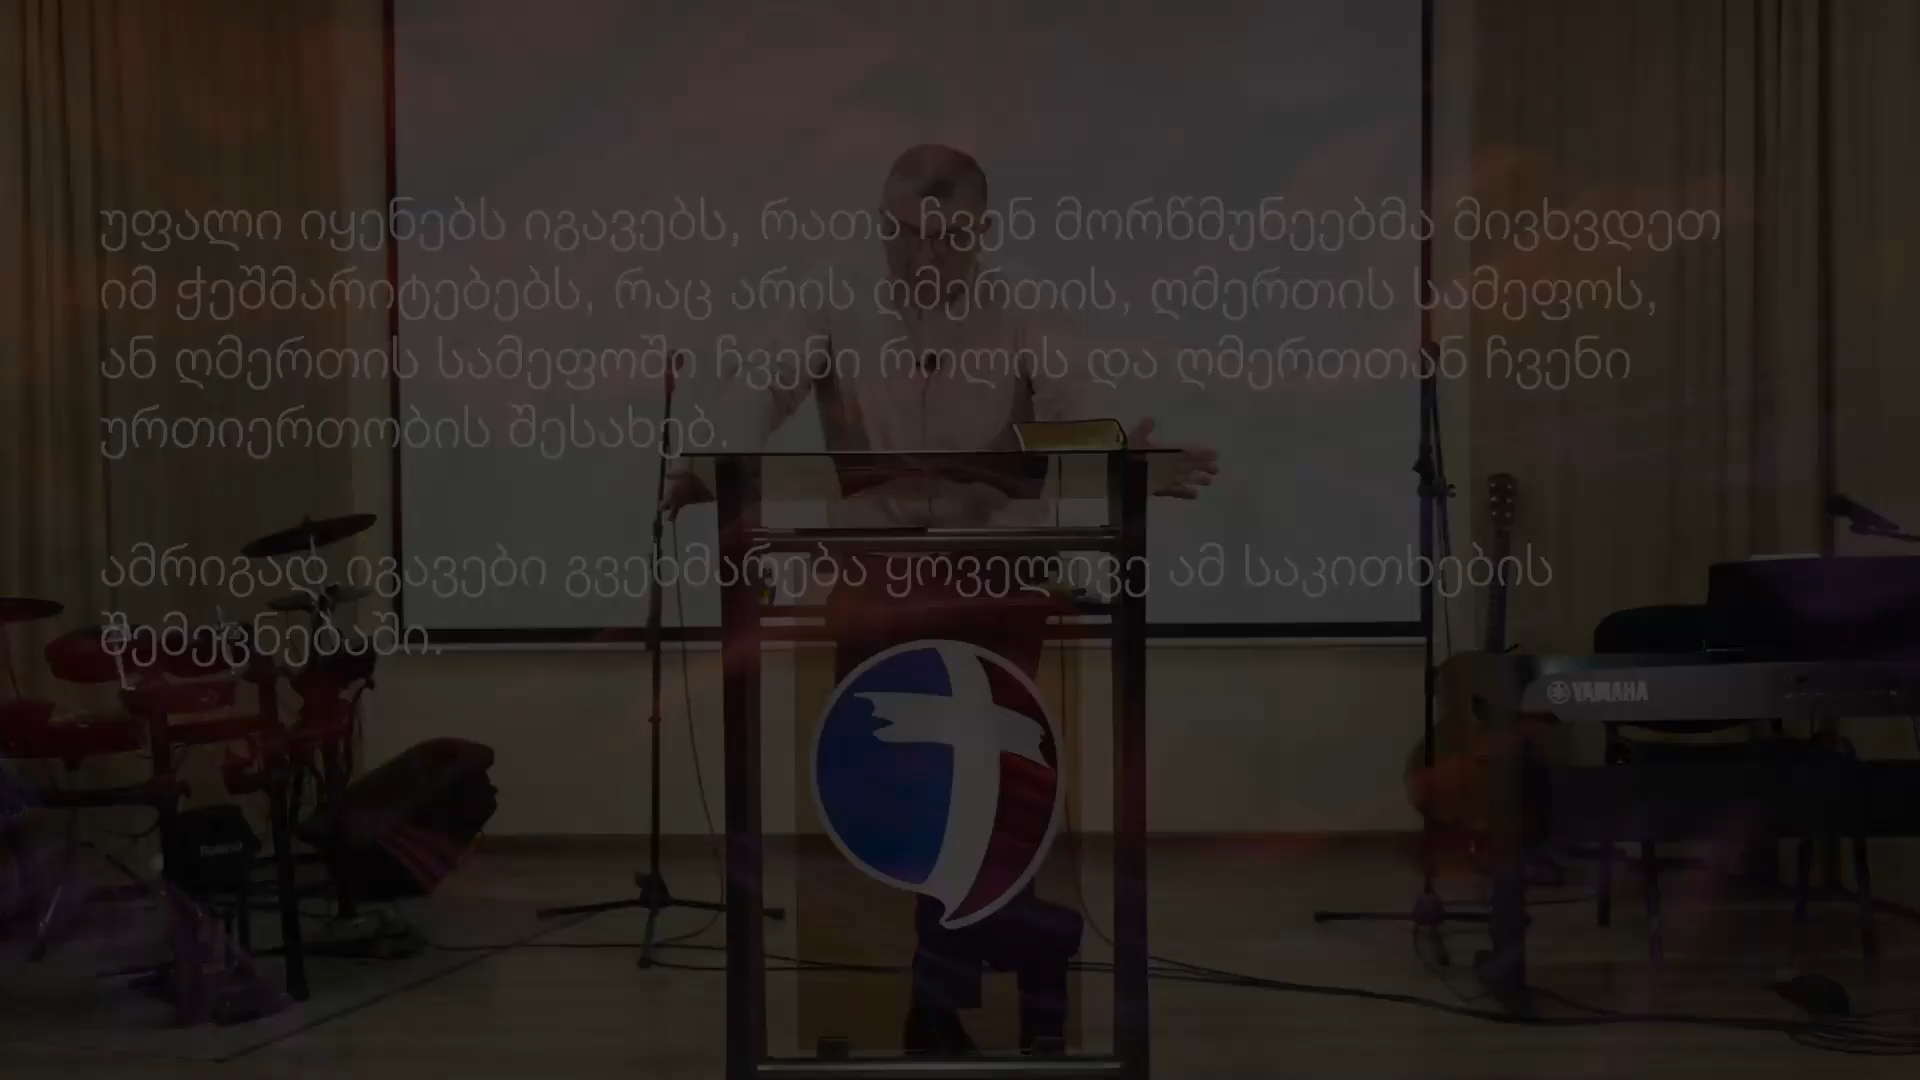 უფალი იყენებს იგავებს, რათა ჩვენ მორწმუნეებმა მივხვდეთ
იმ ჭეშმარიტებებს, რაც არის ღმერთის, ღმერთის სამეფოს,
ან ღმერთის სამეფოში ჩვენი როლის და ღმერთთან ჩვენი
ურთიერთობის შესახებ.
ამრიგად იგავები გვეხმარება ყოველივე ამ საკითხების
შემეცნებაში.
YAMAHA
Roland